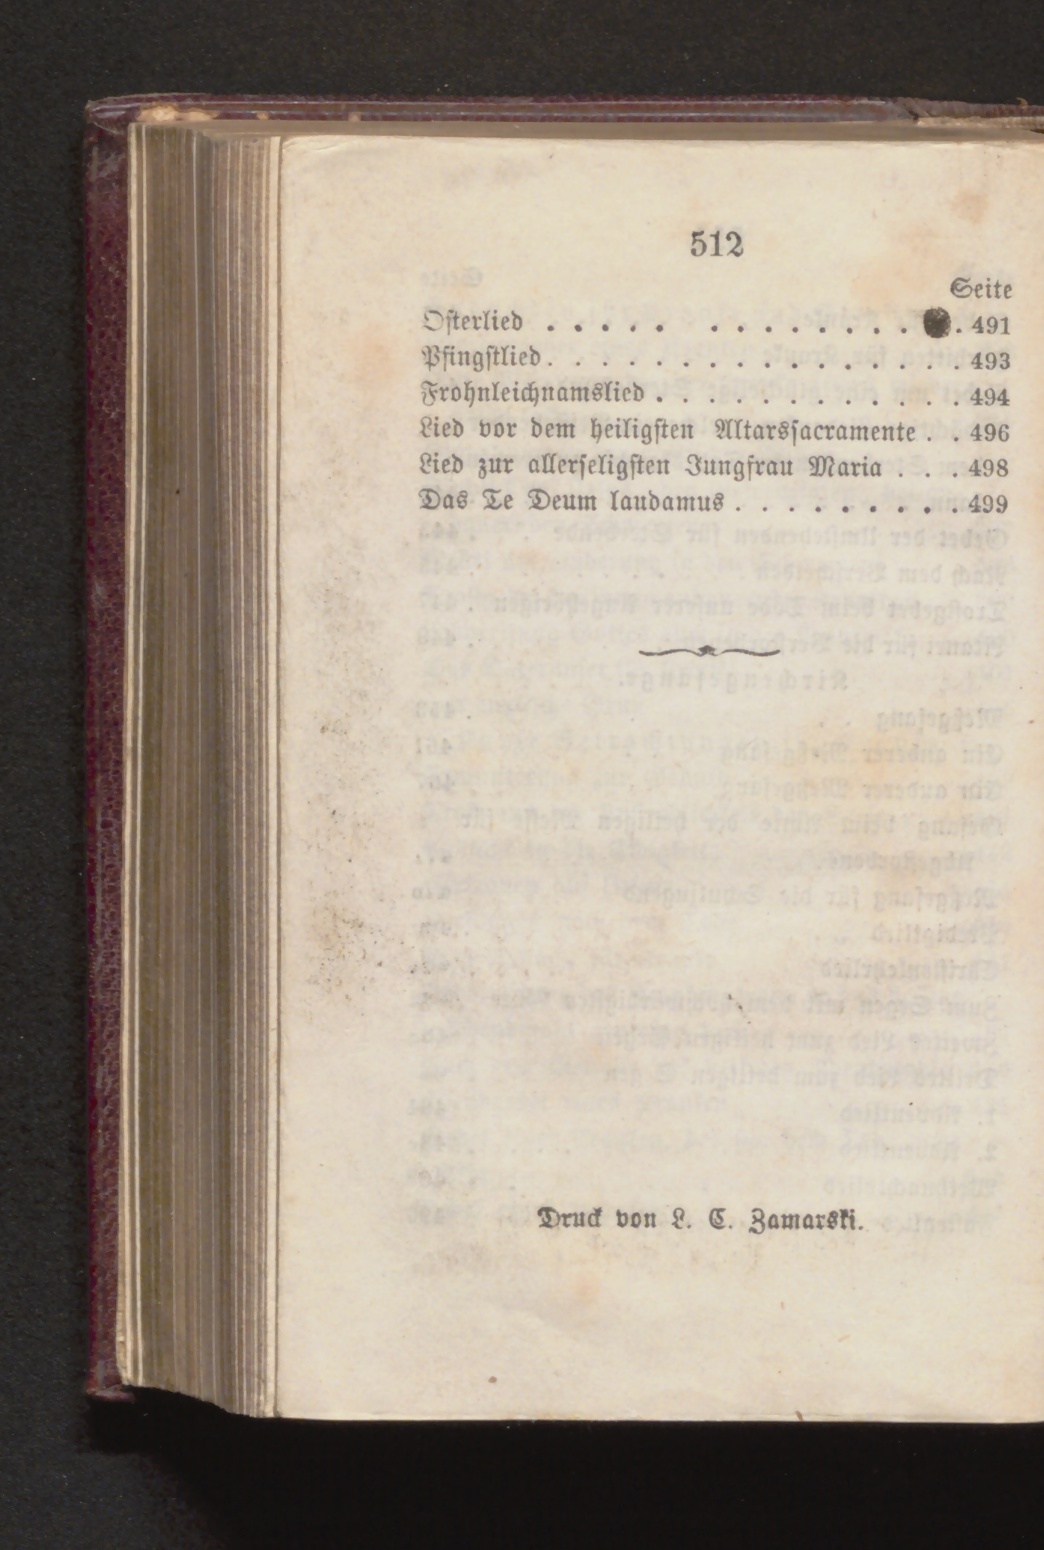 512
Seite
Osterlied . . . . . . . . . . . . . . . 491
Pfingstlied . . . . . . . . . . . . . . . . 493
Frohnleichnamslied . . . . . . . . . . . . 494
Lied vor dem heiligsten Altarssacramente . . 496
Lied zur allerseligsten Jungfrau Maria . . . 498
Das Te Deum laudamus . . . . . . . . . 499
Druck von L. C. Zamarski.